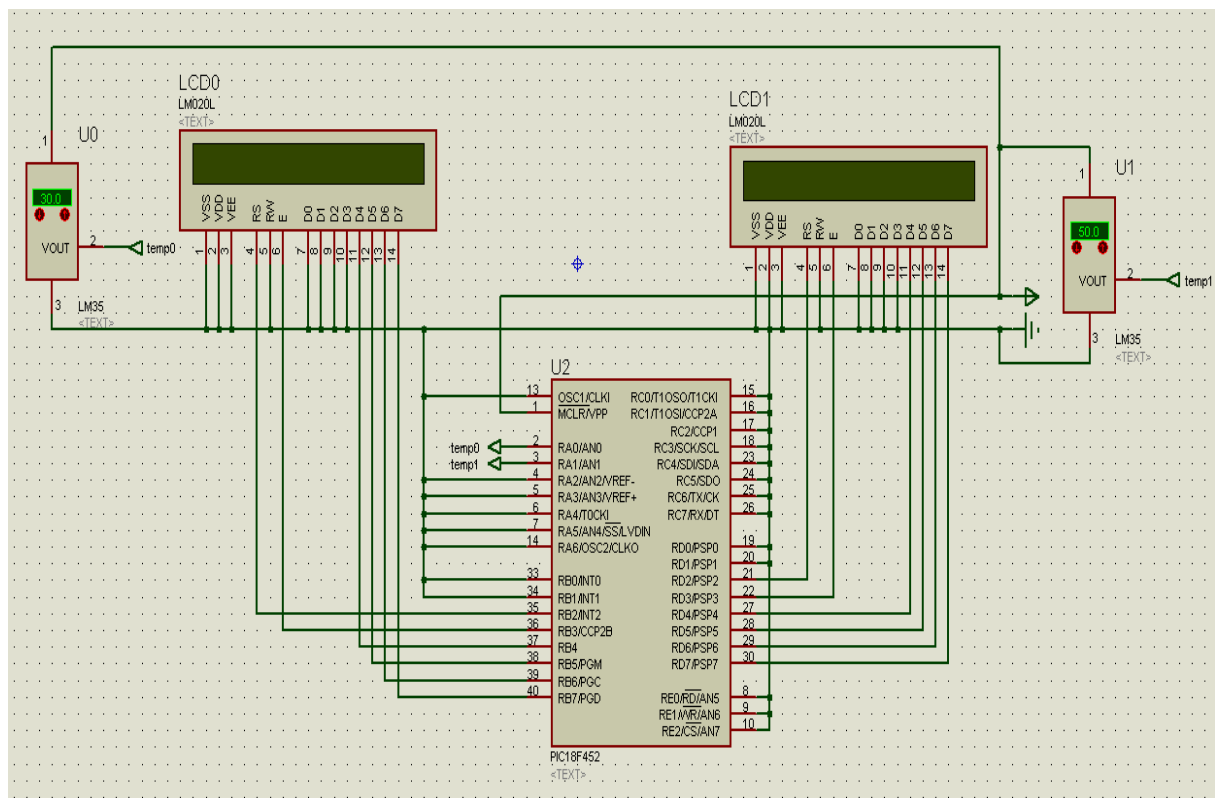 LCD0
LM020L
<TEXT>
VSS VDD VEE RS RW E D0 D1 D2 D3 D4 D5 D6 D7
1 2 3 4 5 6 7 8 9 10 11 12 13 14
LCD1
LM020L
<TEXT>
VSS VDD VEE RS RW E D0 D1 D2 D3 D4 D5 D6 D7
1 2 3 4 5 6 7 8 9 10 11 12 13 14
U0
1
30.0
VOUT 2 temp0
3 LM35
<TEXT>
U1
1
50.0
VOUT 2 temp1
3 LM35
<TEXT>
U2
13 OSC1/CLKI RC0/T1OSO/T1CKI 15
1 MCLR/VPP RC1/T1OSI/CCP2A 16
RC2/CCP1 17
temp0 2 RA0/AN0 RC3/SCK/SCL 18
temp1 3 RA1/AN1 RC4/SDI/SDA 23
4 RA2/AN2/VREF- RC5/SDO 24
5 RA3/AN3/VREF+ RC6/TX/CK 25
6 RA4/T0CKI RC7/RX/DT 26
7 RA5/AN4/SS/LVDIN
14 RA6/OSC2/CLKO RD0/PSP0 19
RD1/PSP1 20
33 RB0/INT0 RD2/PSP2 21
34 RB1/INT1 RD3/PSP3 22
35 RB2/INT2 RD4/PSP4 27
36 RB3/CCP2B RD5/PSP5 28
37 RB4 RD6/PSP6 29
38 RB5/PGM RD7/PSP7 30
39 RB6/PGC
40 RB7/PGD RE0/RD/AN5 8
RE1/WR/AN6 9
RE2/CS/AN7 10
PIC18F452
<TEXT>